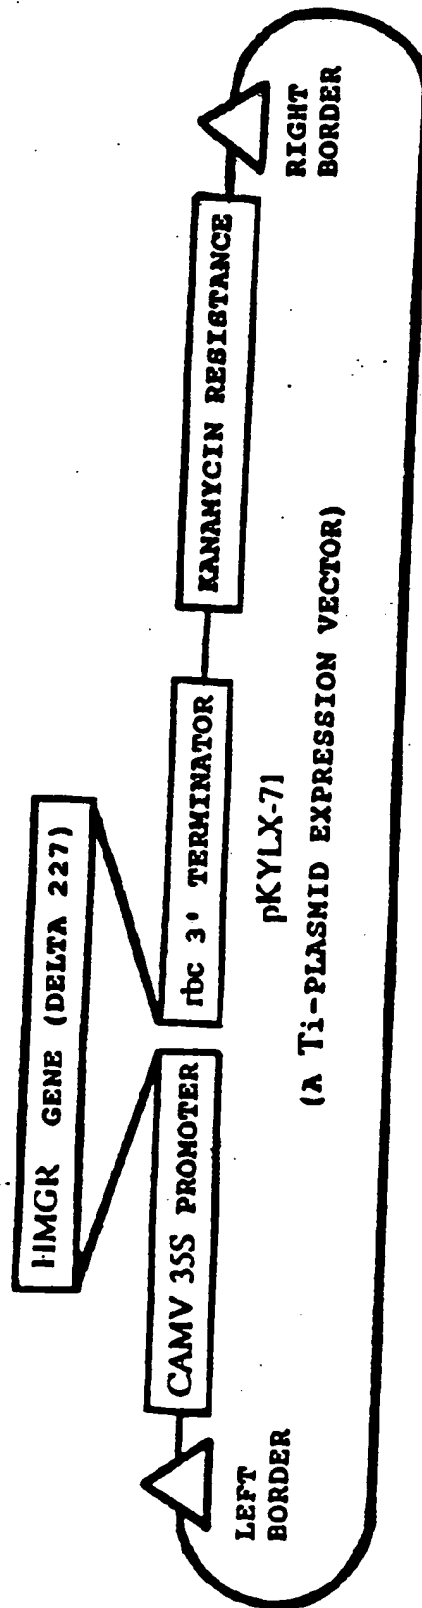 HMGR GENE (DELTA 227)
CAMV 35S PROMOTER
rbc 3' TERMINATOR
KANAMYCIN RESISTANCE
LEFT
BORDER
RIGHT
BORDER
pKYLX-71
(A Ti-PLASMID EXPRESSION VECTOR)